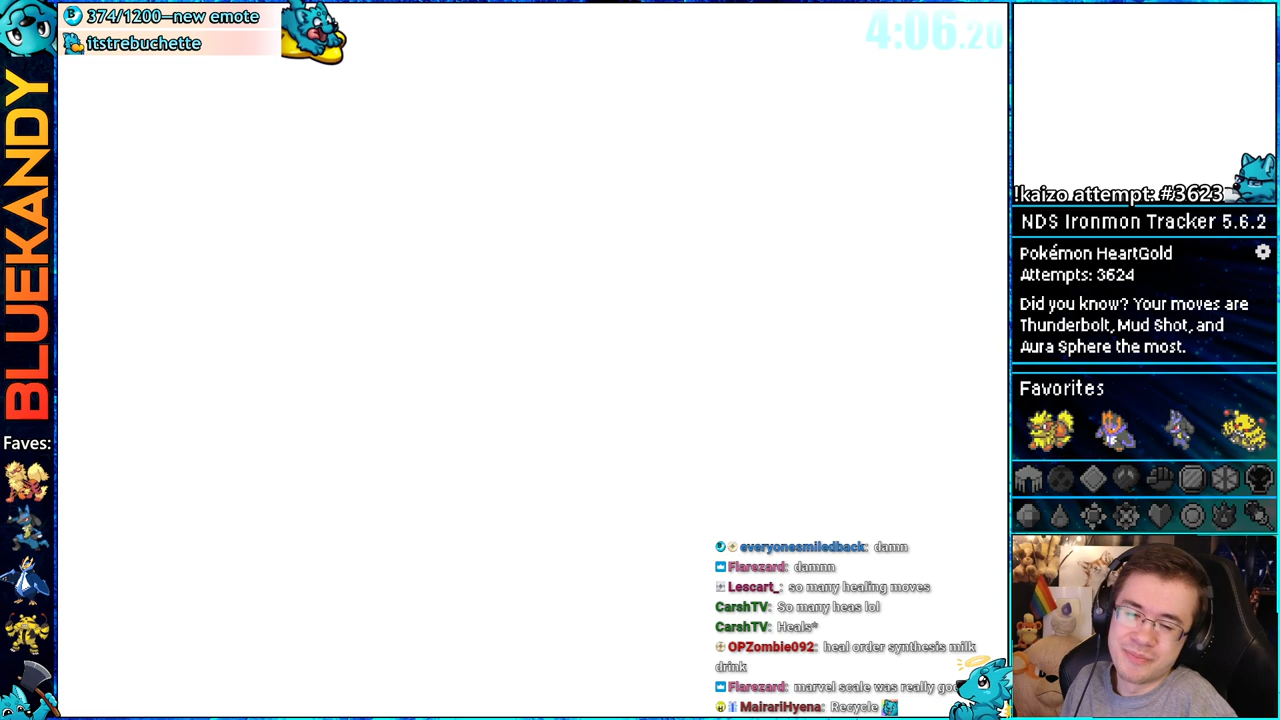 374/1200—new emote
itstrebuchette
4:06.20
BLUEKANDY
Faves:
!kaizo attempt: #3623
NDS Ironmon Tracker 5.6.2
Pokémon HeartGold
Attempts: 3624
Did you know? Your moves are
Thunderbolt, Mud Shot, and
Aura Sphere the most.
Favorites
everyonesmiledback: damn
Flarezard: damnn
Lescart_: so many healing moves
CarshTV: So many heas lol
CarshTV: Heals*
OPZombie092: heal order synthesis milk
drink
Flarezard: marvel scale was really
MairariHyena: Recycle